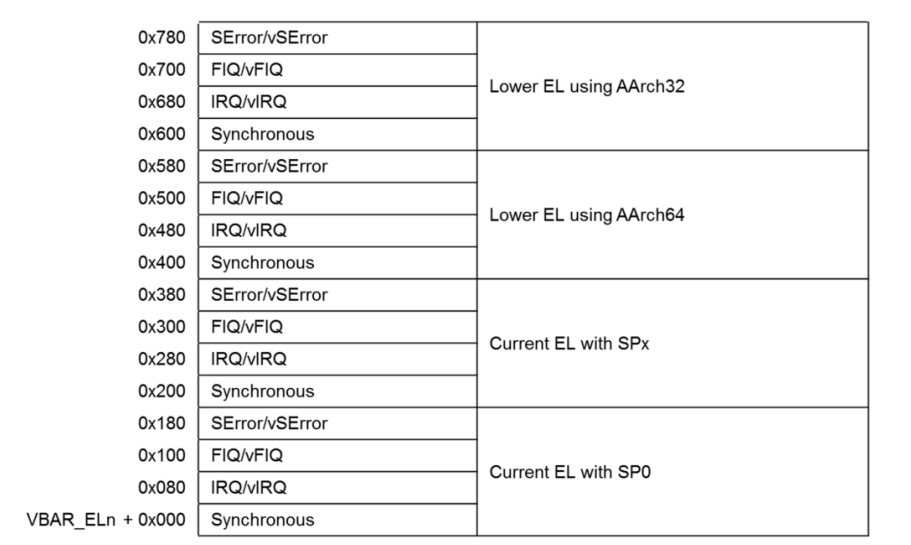 0x780 SError/vSError
0x700 FIQ/vFIQ
Lower EL using AArch32
0x680 IRQ/vIRQ
0x600 Synchronous
0x580 SError/vSError
0x500 FIQ/vFIQ
Lower EL using AArch64
0x480 IRQ/vIRQ
0x400 Synchronous
0x380 SError/vSError
0x300 FIQ/vFIQ
Current EL with SPx
0x280 IRQ/vIRQ
0x200 Synchronous
0x180 SError/vSError
0x100 FIQ/vFIQ
Current EL with SP0
0x080 IRQ/vIRQ
VBAR_ELn + 0x000 Synchronous